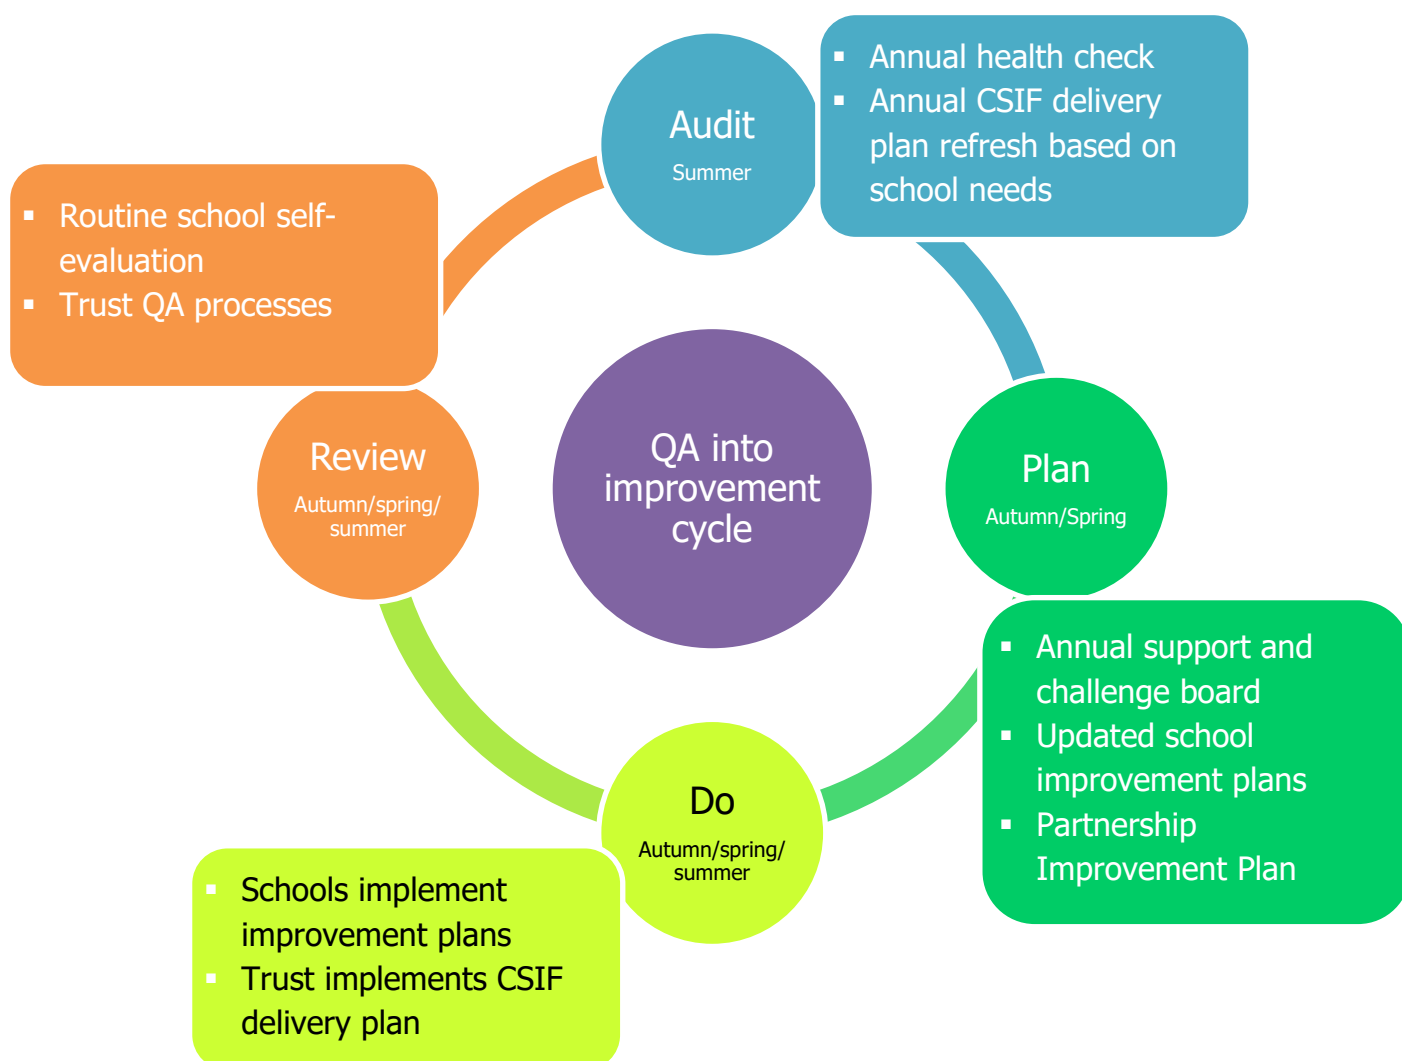 Audit
Summer
▪ Annual health check
▪ Annual CSIF delivery
plan refresh based on
school needs
▪ Routine school self-
evaluation
▪ Trust QA processes
QA into
improvement
cycle
Review
Autumn/spring/
summer
Plan
Autumn/Spring
▪ Annual support and
challenge board
▪ Updated school
improvement plans
▪ Partnership
Improvement Plan
Do
Autumn/spring/
summer
▪ Schools implement
improvement plans
▪ Trust implements CSIF
delivery plan